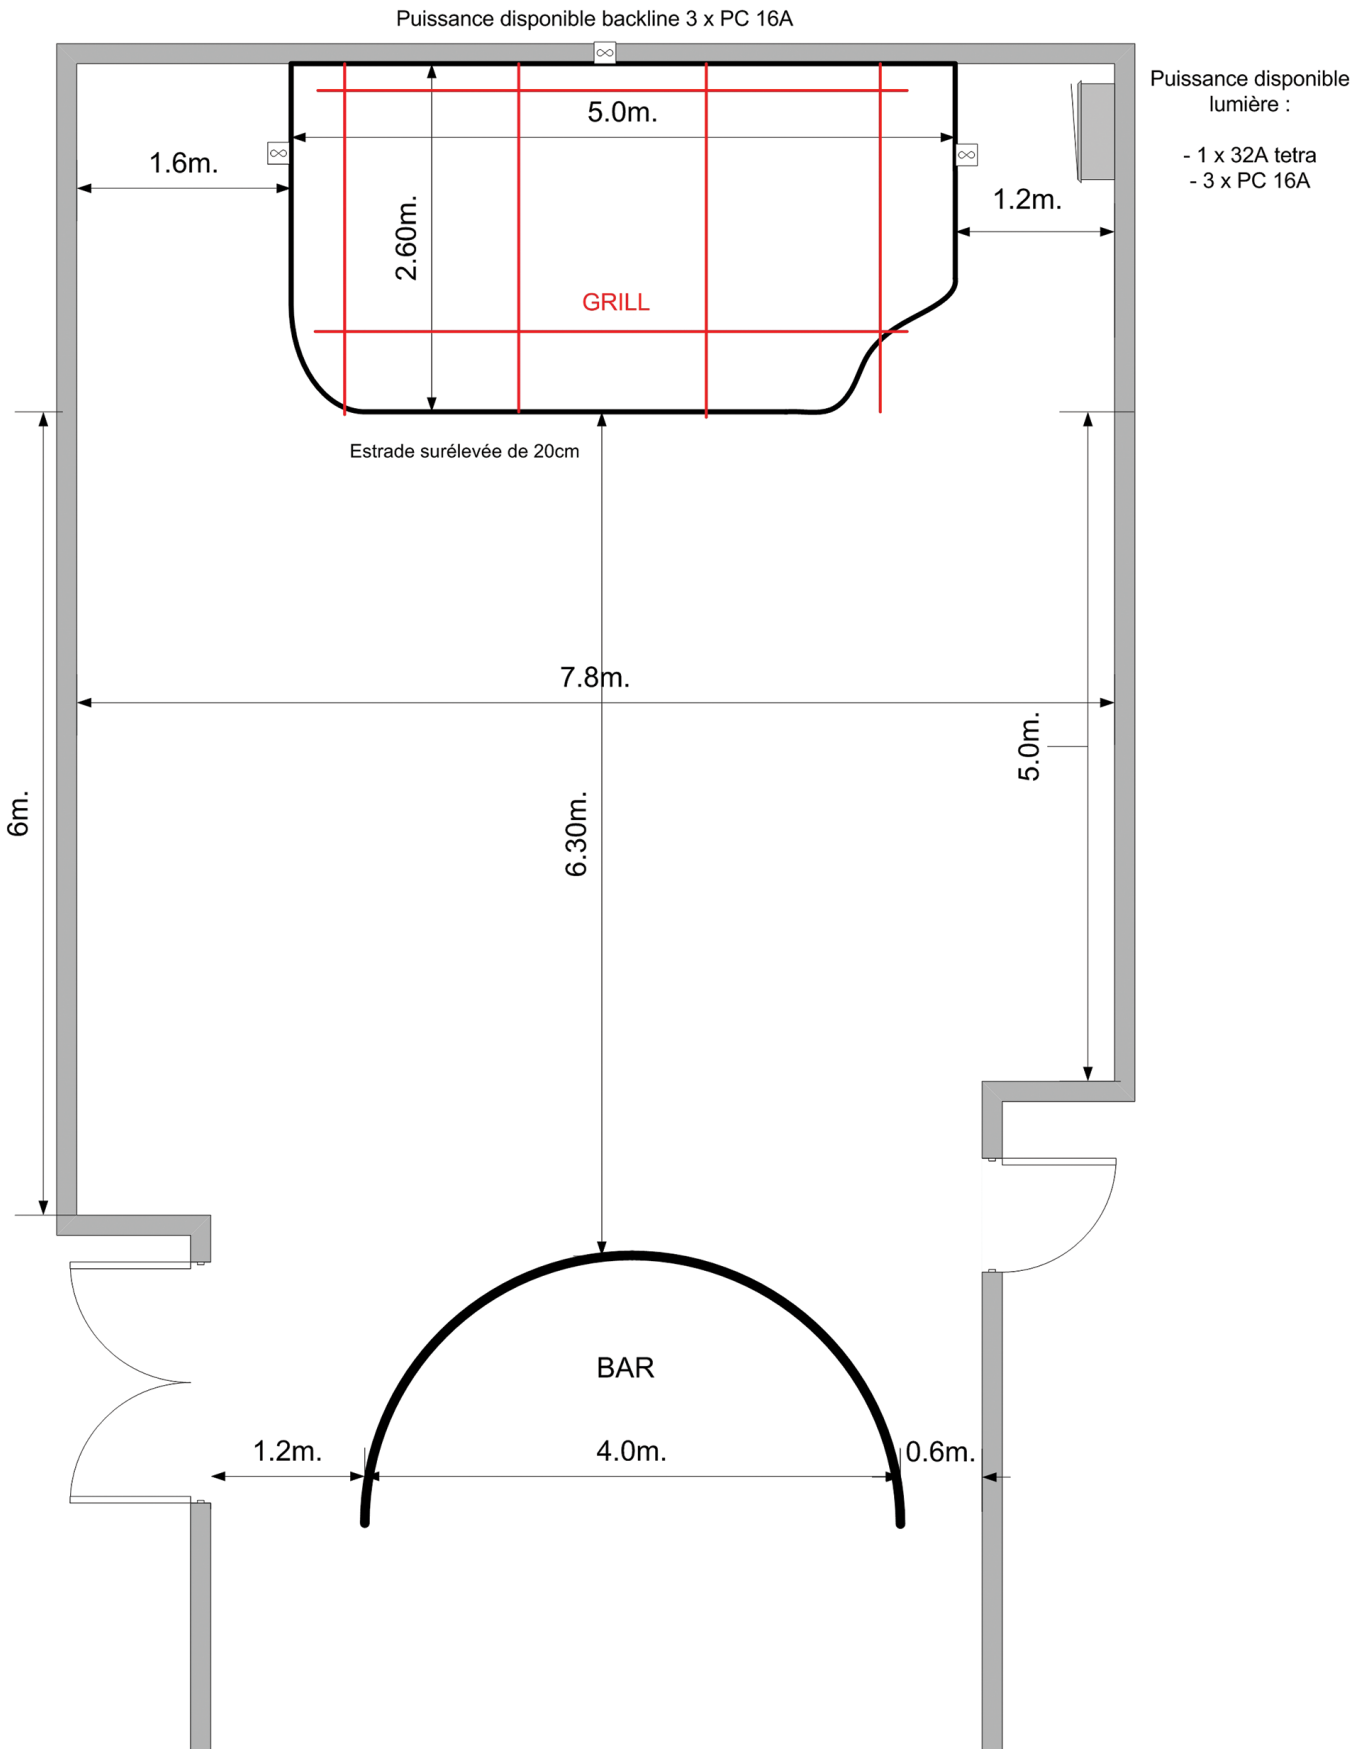 Puissance disponible backline 3 x PC 16A
Puissance disponible
lumière :
- 1 x 32A tetra
- 3 x PC 16A
5.0m.
1.6m.
1.2m.
2.60m.
GRILL
Estrade surélevée de 20cm
7.8m.
5.0m.
6m.
6.30m.
BAR
1.2m.
4.0m.
0.6m.